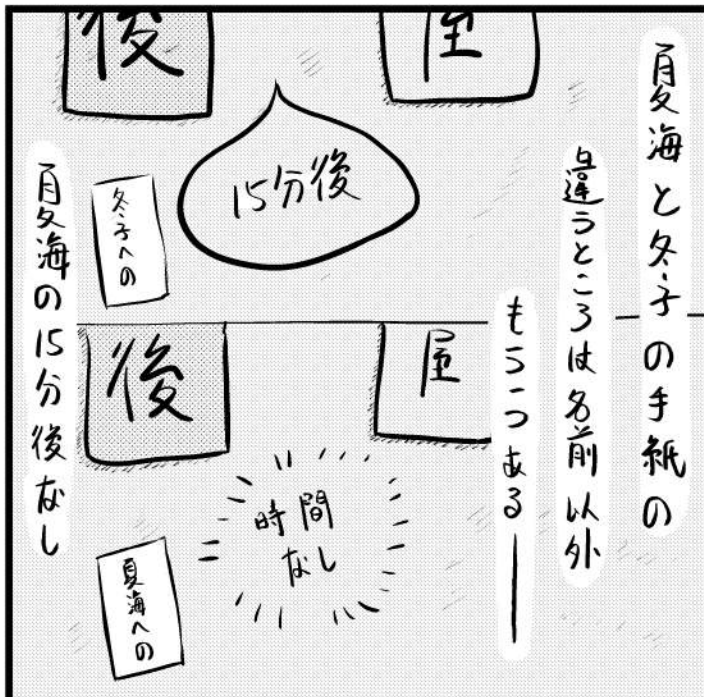 夏海と冬子の手紙の
違うところは名前以外
もう一つある──
屋
15分後
後
冬子への
屋
時間
なし
後
夏海への
夏海の15分後なし